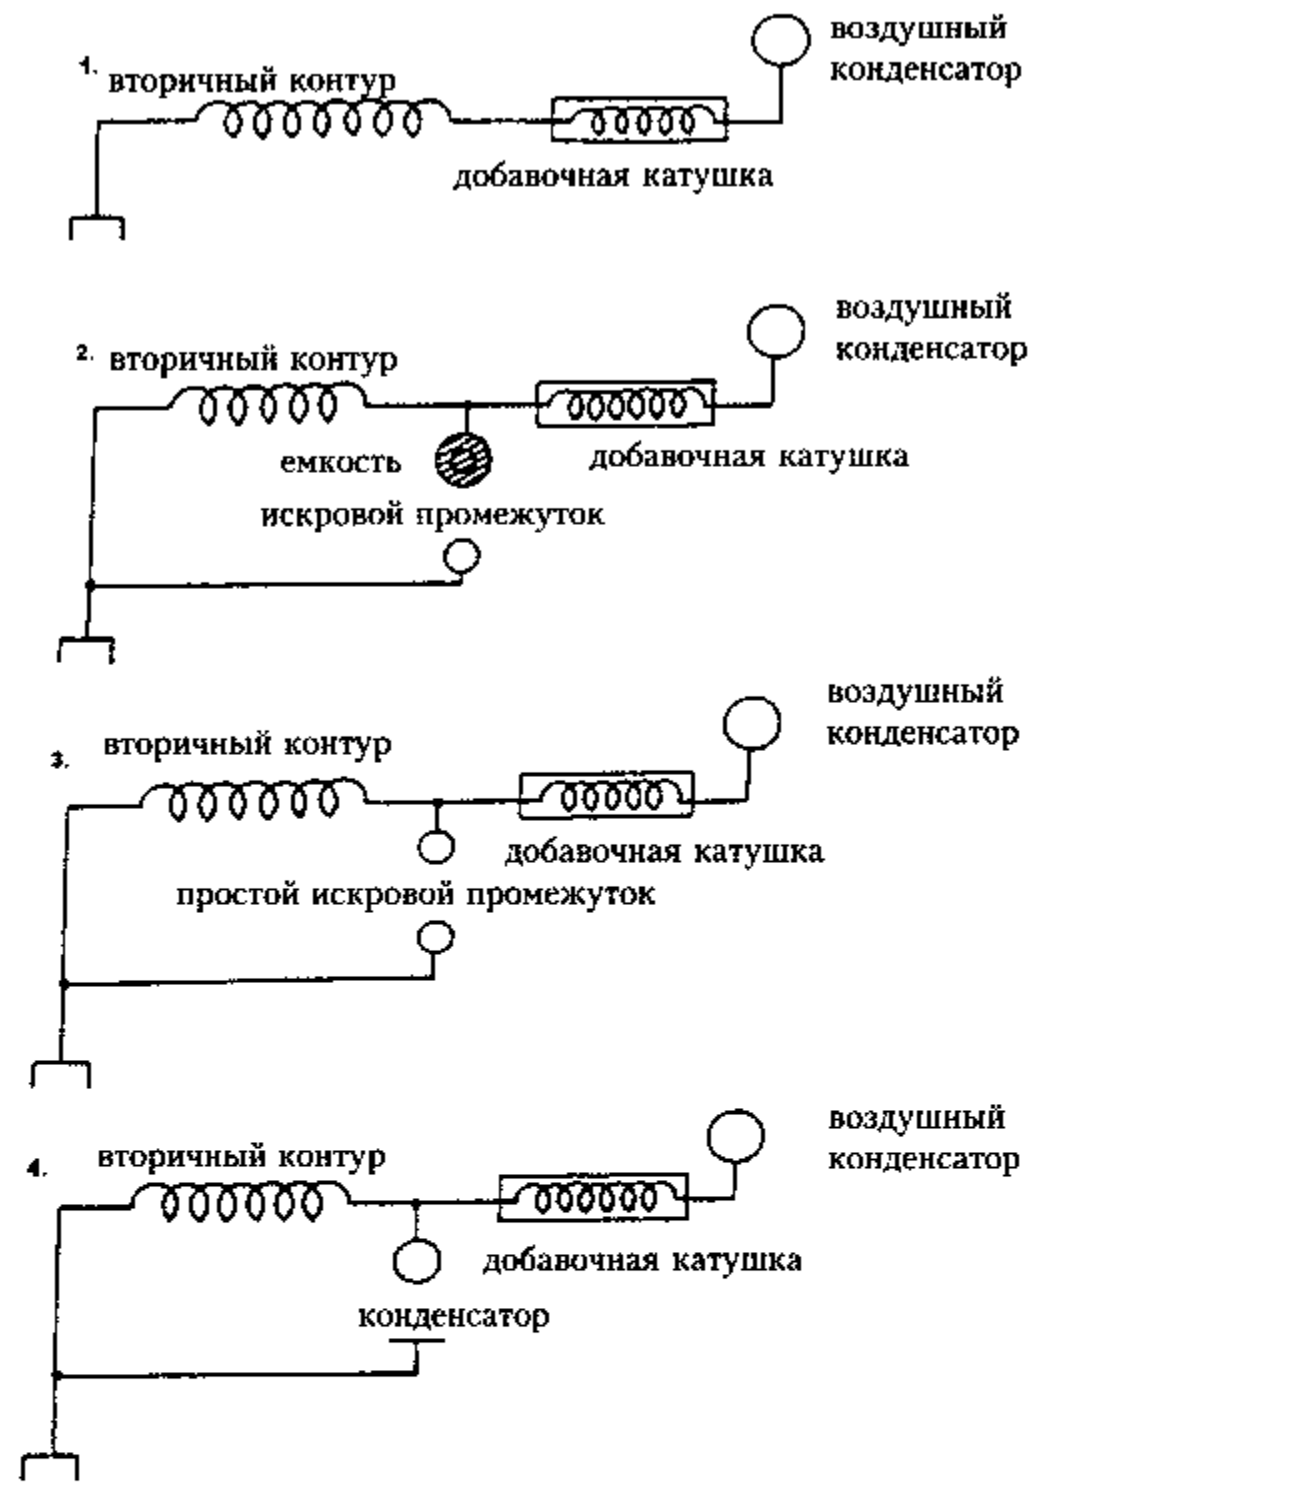 воздушный
конденсатор
1. вторичный контур
добавочная катушка
воздушный
конденсатор
2. вторичный контур
емкость
добавочная катушка
искровой промежуток
воздушный
конденсатор
3. вторичный контур
добавочная катушка
простой искровой промежуток
воздушный
конденсатор
4. вторичный контур
добавочная катушка
конденсатор